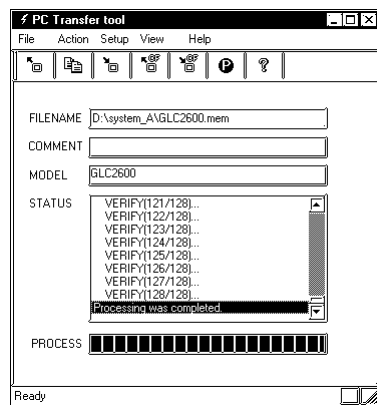 PC Transfer tool
File Action Setup View Help
CF CF P ?
FILENAME D:\system_A\GLC2600.mem
COMMENT
MODEL GLC2600
STATUS VERIFY(121/128)...
VERIFY(122/128)...
VERIFY(123/128)...
VERIFY(124/128)...
VERIFY(125/128)...
VERIFY(126/128)...
VERIFY(127/128)...
VERIFY(128/128)...
Processing was completed.
PROCESS
Ready